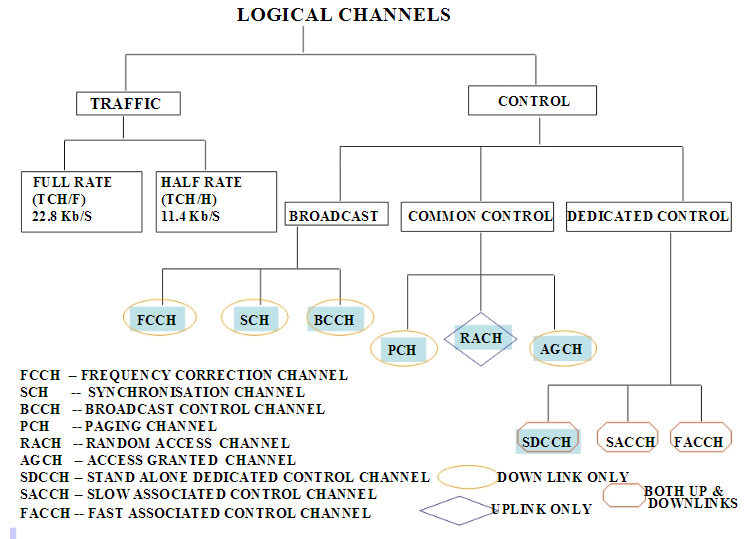 LOGICAL CHANNELS
TRAFFIC
CONTROL
FULL RATE
(TCH/F)
22.8 Kb/S
HALF RATE
(TCH/H)
11.4 Kb/S
BROADCAST
COMMON CONTROL
DEDICATED CONTROL
FCCH
SCH
BCCH
PCH
RACH
AGCH
SDCCH
SACCH
FACCH
FCCH -- FREQUENCY CORRECTION CHANNEL
SCH -- SYNCHRONISATION CHANNEL
BCCH -- BROADCAST CONTROL CHANNEL
PCH -- PAGING CHANNEL
RACH -- RANDOM ACCESS CHANNEL
AGCH -- ACCESS GRANTED CHANNEL
SDCCH -- STAND ALONE DEDICATED CONTROL CHANNEL
SACCH -- SLOW ASSOCIATED CONTROL CHANNEL
FACCH -- FAST ASSOCIATED CONTROL CHANNEL
DOWN LINK ONLY
UPLINK ONLY
BOTH UP &
DOWNLINKS